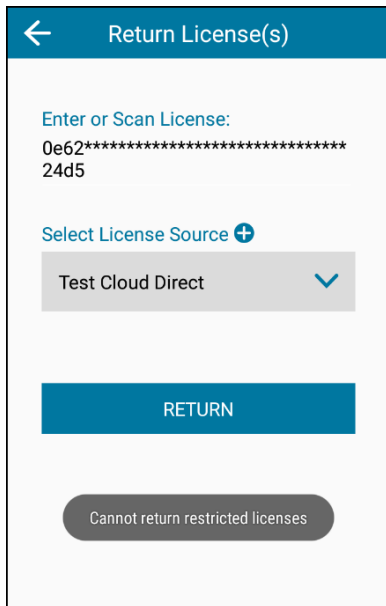 Return License(s)
Enter or Scan License:
0e62*******************************
24d5
Select License Source
Test Cloud Direct
RETURN
Cannot return restricted licenses